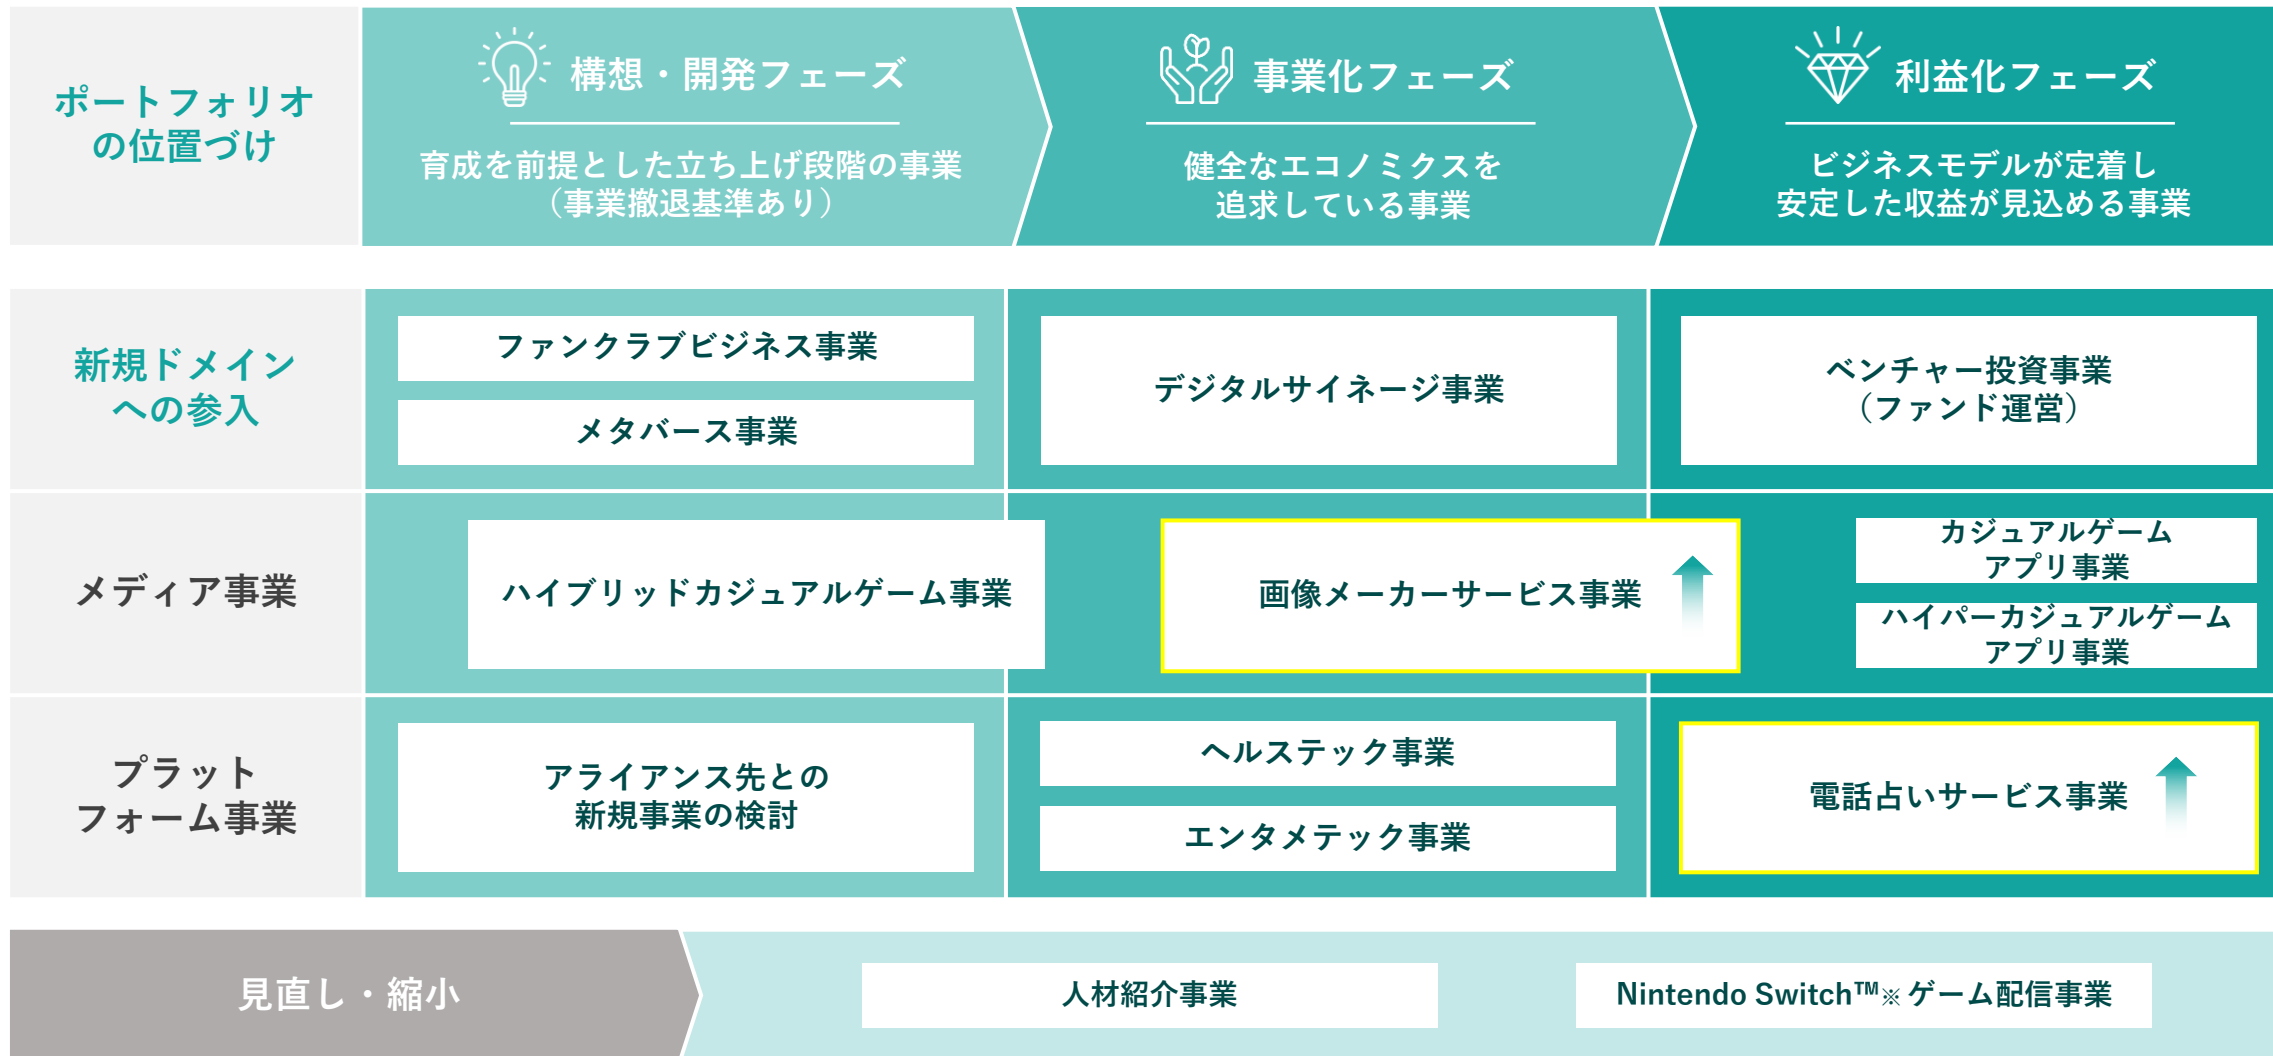 ポートフォリオ
の位置づけ
構想・開発フェーズ
育成を前提とした立ち上げ段階の事業
（事業撤退基準あり）
事業化フェーズ
健全なエコノミクスを
追求している事業
利益化フェーズ
ビジネスモデルが定着し
安定した収益が見込める事業
新規ドメイン
への参入
ファンクラブビジネス事業
メタバース事業
デジタルサイネージ事業
ベンチャー投資事業
（ファンド運営）
メディア事業
ハイブリッドカジュアルゲーム事業
画像メーカーサービス事業
カジュアルゲーム
アプリ事業
ハイパーカジュアルゲーム
アプリ事業
プラット
フォーム事業
アライアンス先との
新規事業の検討
ヘルステック事業
エンタメテック事業
電話占いサービス事業
見直し・縮小
人材紹介事業
Nintendo Switch™※ゲーム配信事業